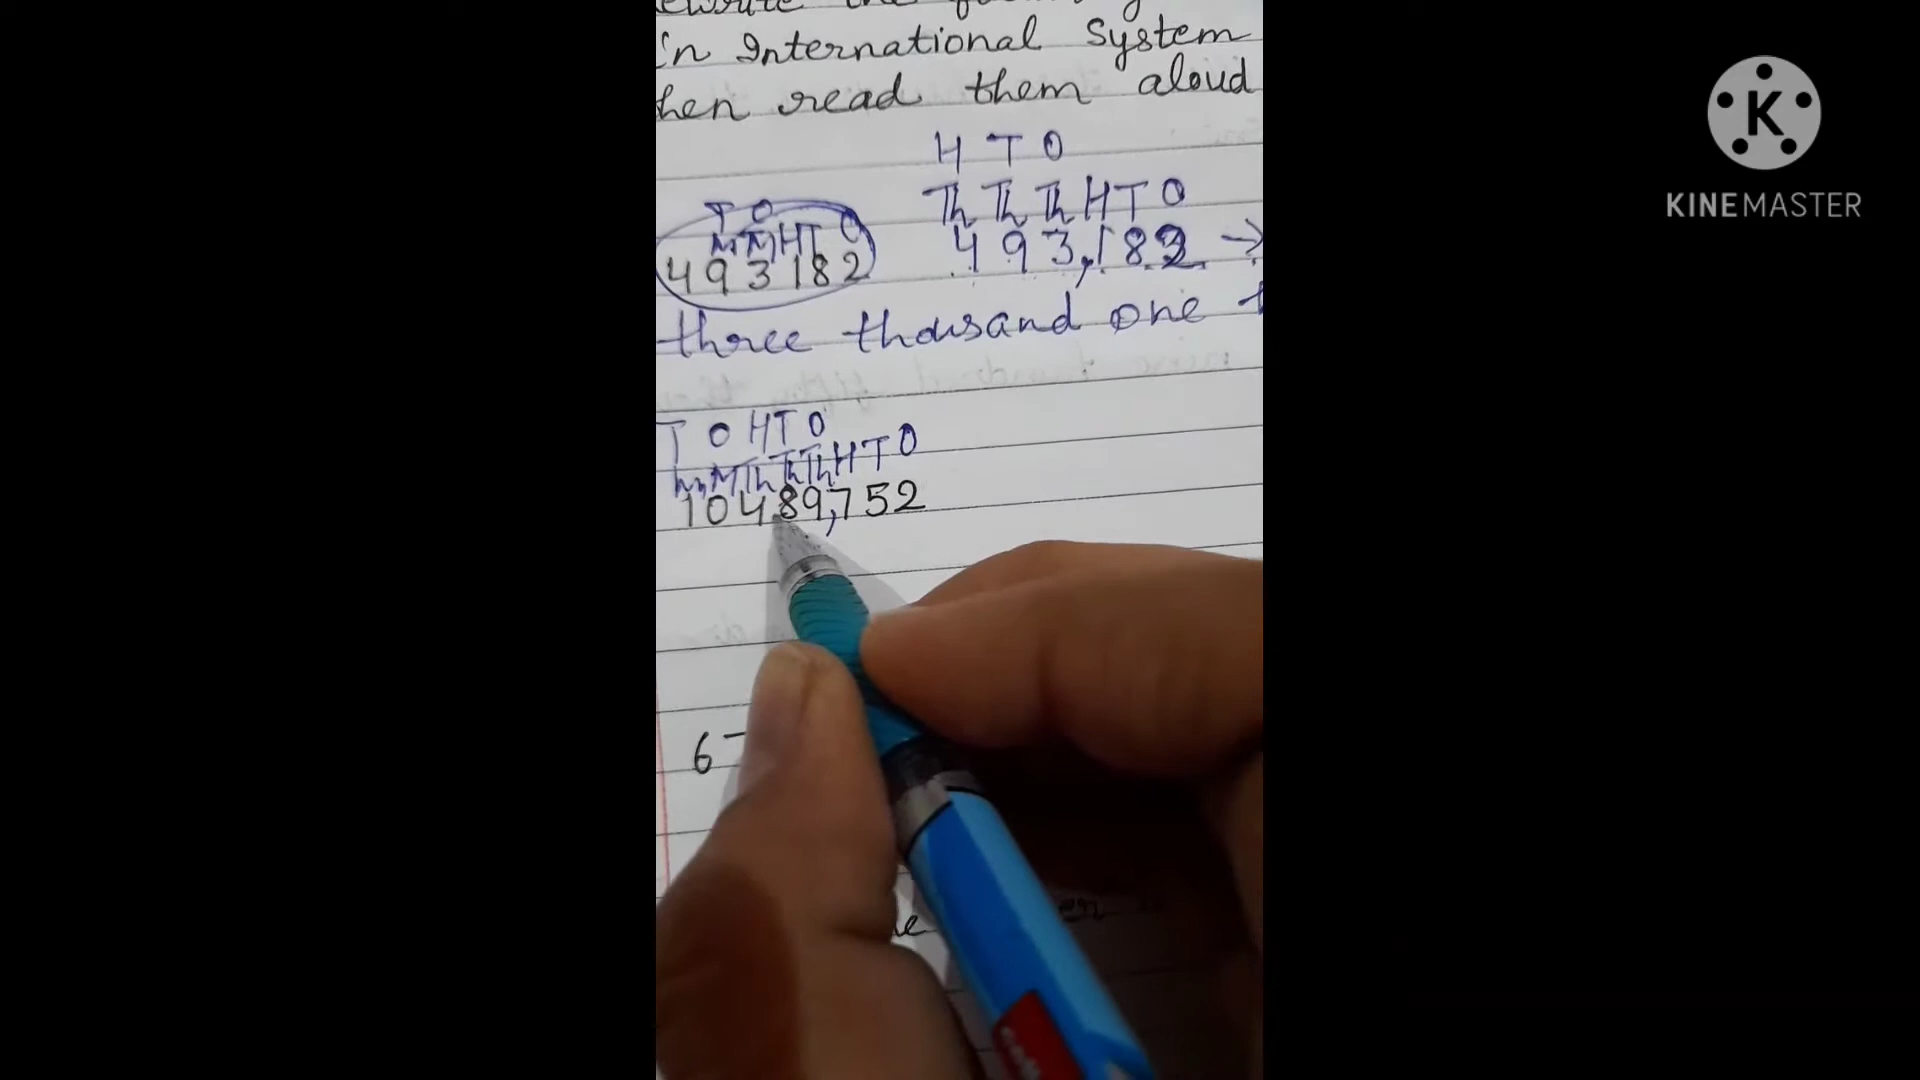 in International System
then read them aloud
H T O
Th Th Th H T O
T O
M M H T O
493182
493,182 →
three thousand one
T O H T O
M M Th Th Th H T O
10489,752
6
KINEMASTER